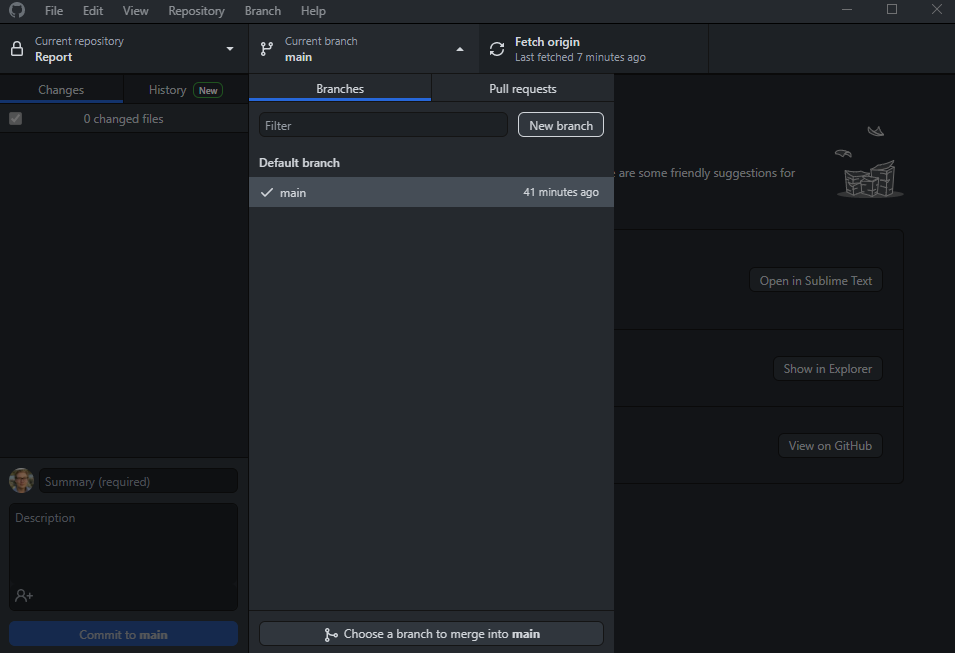 File Edit View Repository Branch Help
Current repository
Report
Current branch
main
Fetch origin
Last fetched 7 minutes ago
Changes
History New
0 changed files
Branches
Pull requests
Filter
New branch
Default branch
main 41 minutes ago
are some friendly suggestions for
Open in Sublime Text
Show in Explorer
View on GitHub
Summary (required)
Description
Commit to main
Choose a branch to merge into main